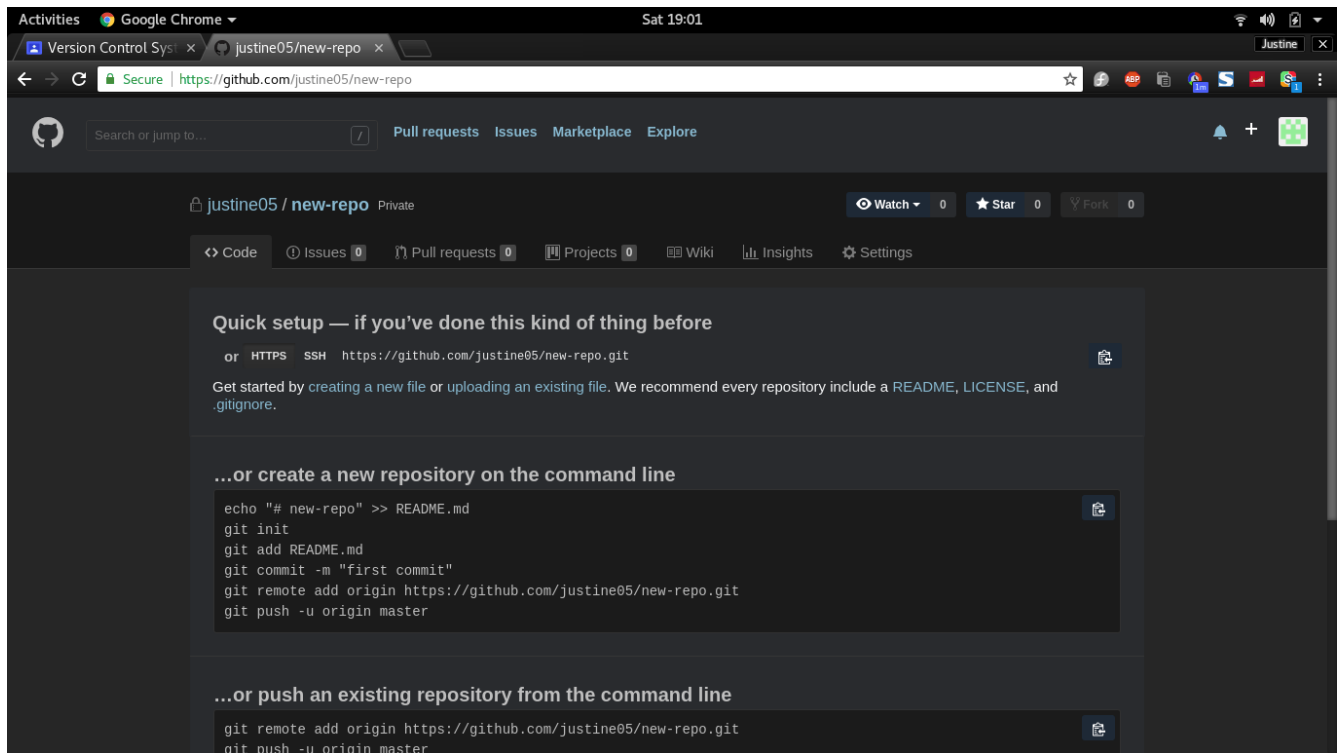 Activities Google Chrome Sat 19:01
Version Control Syst justine05/new-repo Justine
Secure https://github.com/justine05/new-repo ABP 1m S 1
Search or jump to… / Pull requests Issues Marketplace Explore
justine05 / new-repo Private Watch 0 Star 0 Fork 0
Code Issues 0 Pull requests 0 Projects 0 Wiki Insights Settings
Quick setup — if you’ve done this kind of thing before
or HTTPS SSH https://github.com/justine05/new-repo.git
Get started by creating a new file or uploading an existing file. We recommend every repository include a README, LICENSE, and
.gitignore.
…or create a new repository on the command line
echo "# new-repo" >> README.md
git init
git add README.md
git commit -m "first commit"
git remote add origin https://github.com/justine05/new-repo.git
git push -u origin master
…or push an existing repository from the command line
git remote add origin https://github.com/justine05/new-repo.git
git push -u origin master